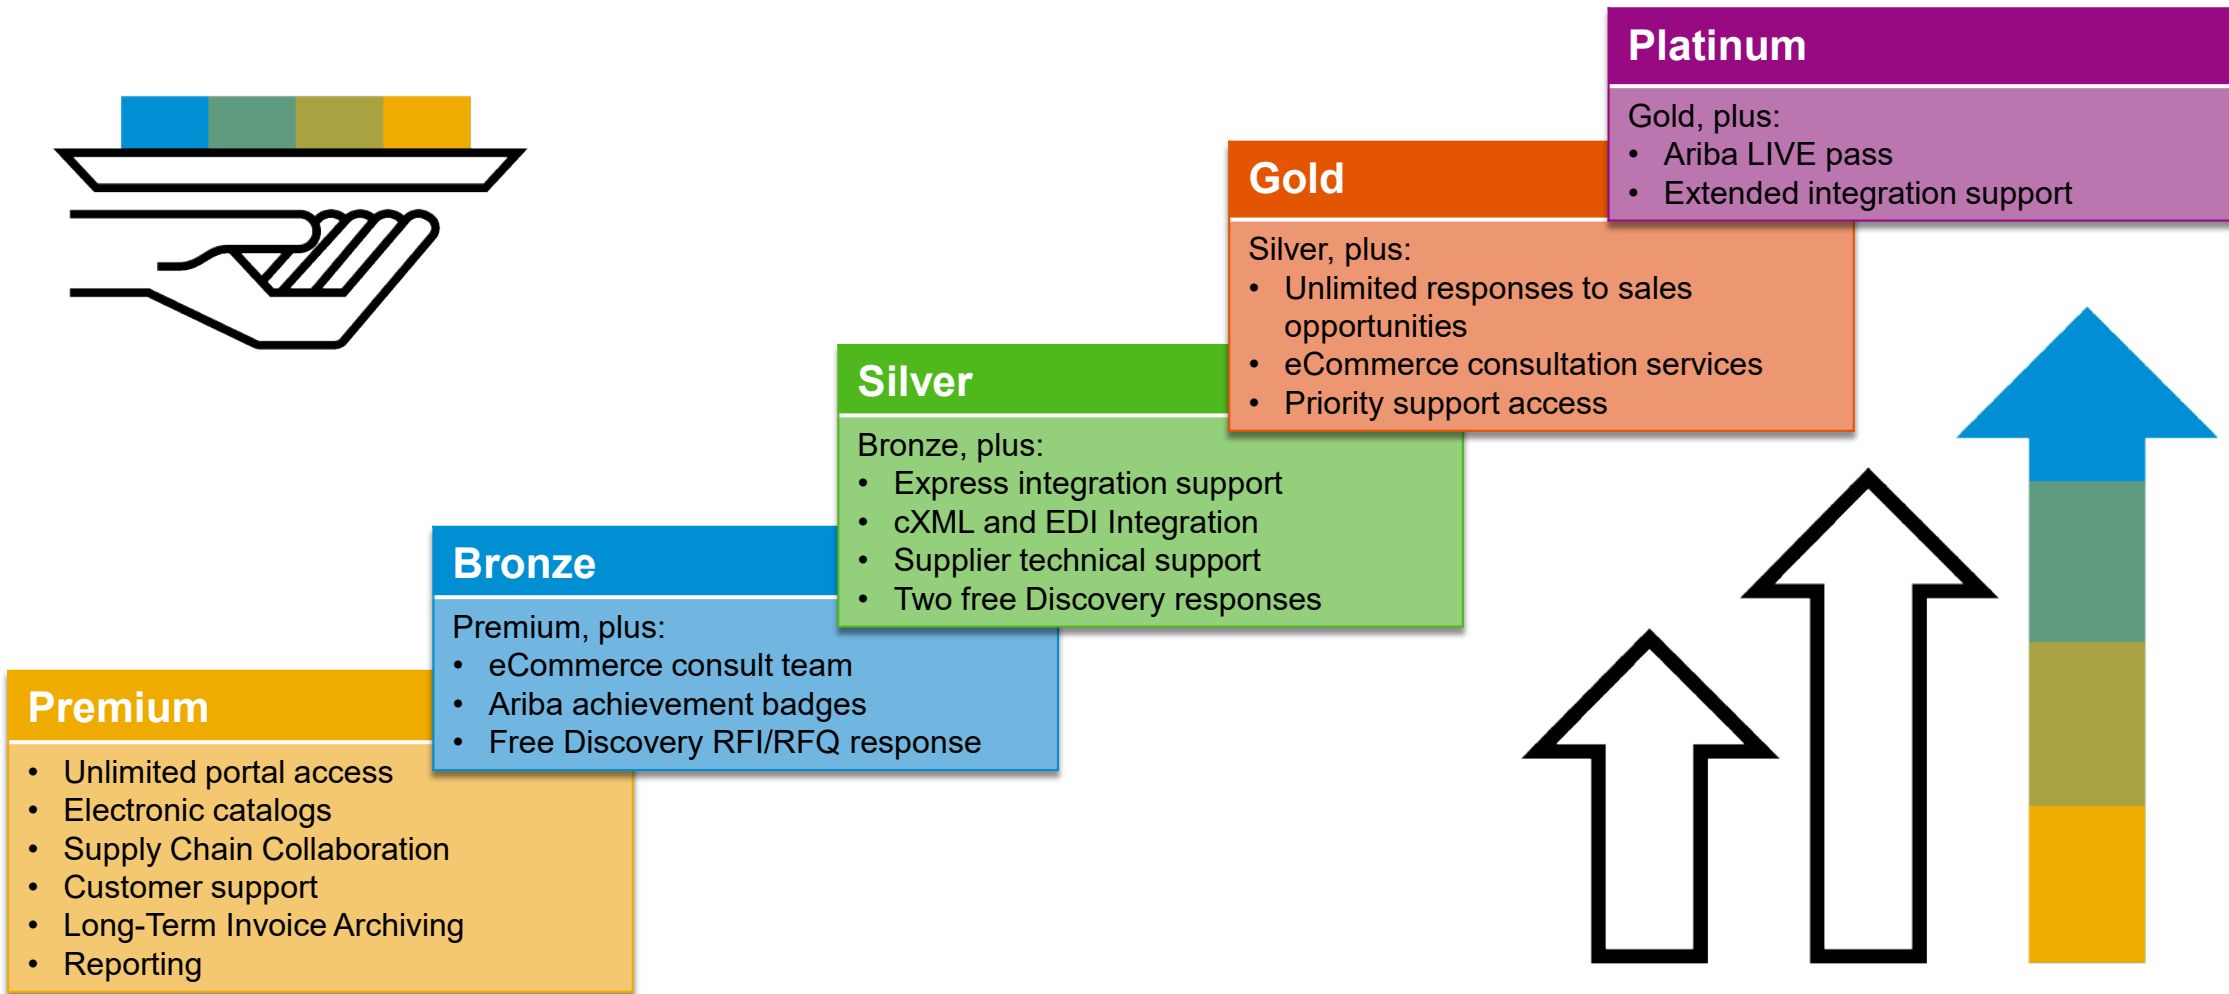 Premium
• Unlimited portal access
• Electronic catalogs
• Supply Chain Collaboration
• Customer support
• Long-Term Invoice Archiving
• Reporting
Bronze
Premium, plus:
• eCommerce consult team
• Ariba achievement badges
• Free Discovery RFI/RFQ response
Silver
Bronze, plus:
• Express integration support
• cXML and EDI Integration
• Supplier technical support
• Two free Discovery responses
Gold
Silver, plus:
• Unlimited responses to sales
opportunities
• eCommerce consultation services
• Priority support access
Platinum
Gold, plus:
• Ariba LIVE pass
• Extended integration support